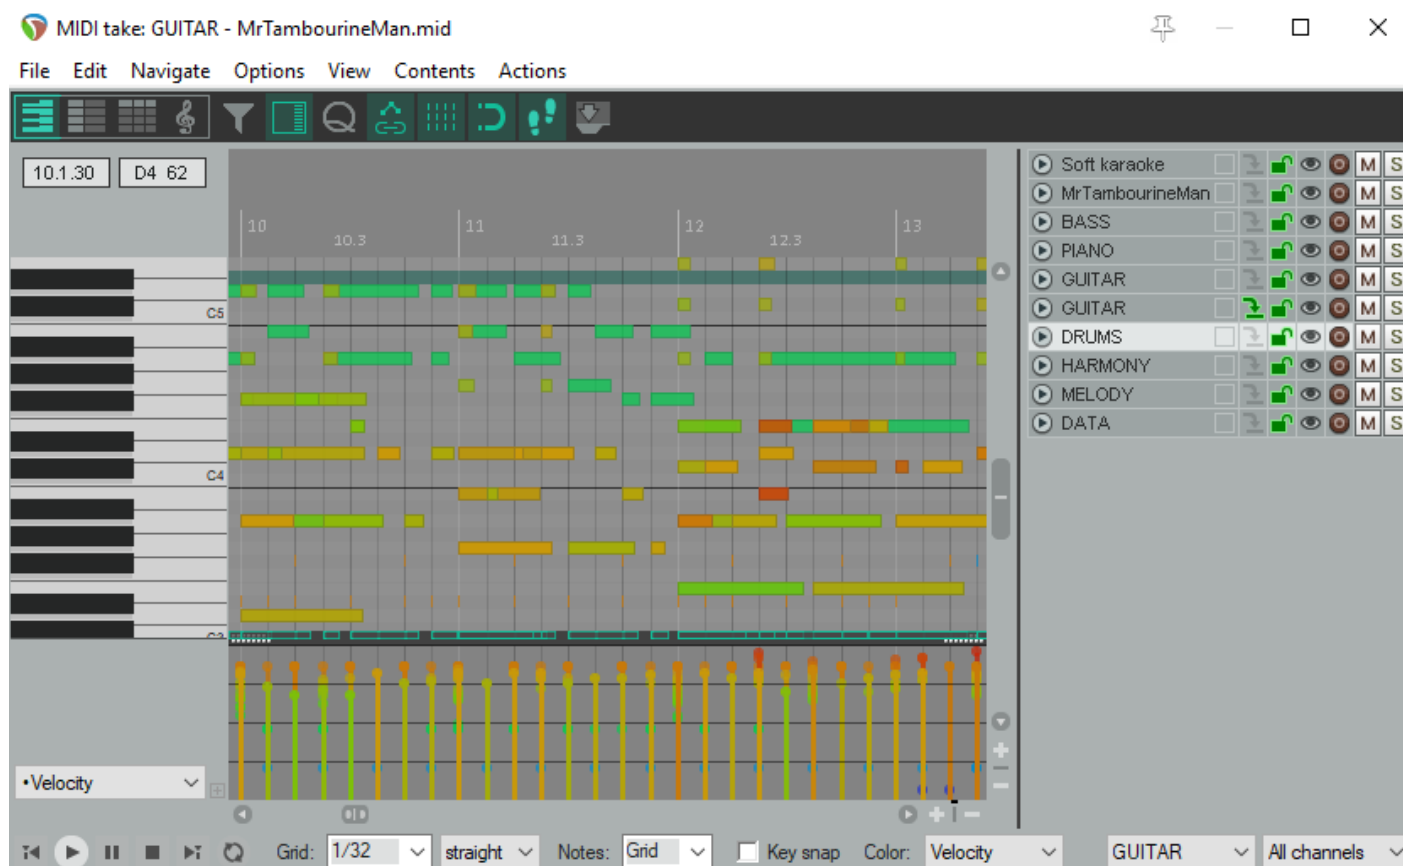 MIDI take: GUITAR - MrTambourineMan.mid
File Edit Navigate Options View Contents Actions
10.1.30 D4 62
10 11 12 13
10.3 11.3 12.3
C5
C4
C3
Soft karaoke M S
MrTambourineMan M S
BASS M S
PIANO M S
GUITAR M S
GUITAR M S
DRUMS M S
HARMONY M S
MELODY M S
DATA M S
•Velocity
Grid: 1/32 straight Notes: Grid Key snap Color: Velocity GUITAR All channels